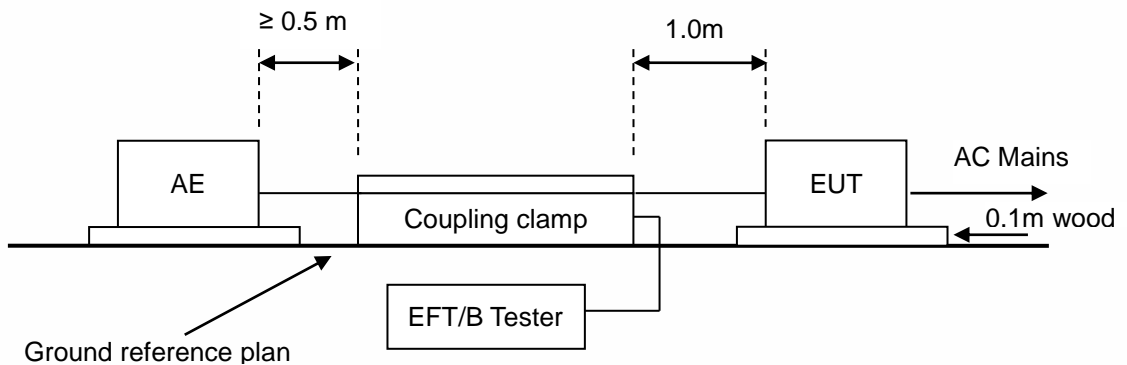 ≥ 0.5 m
1.0m
AE
EUT
AC Mains
Coupling clamp
0.1m wood
EFT/B Tester
Ground reference plan